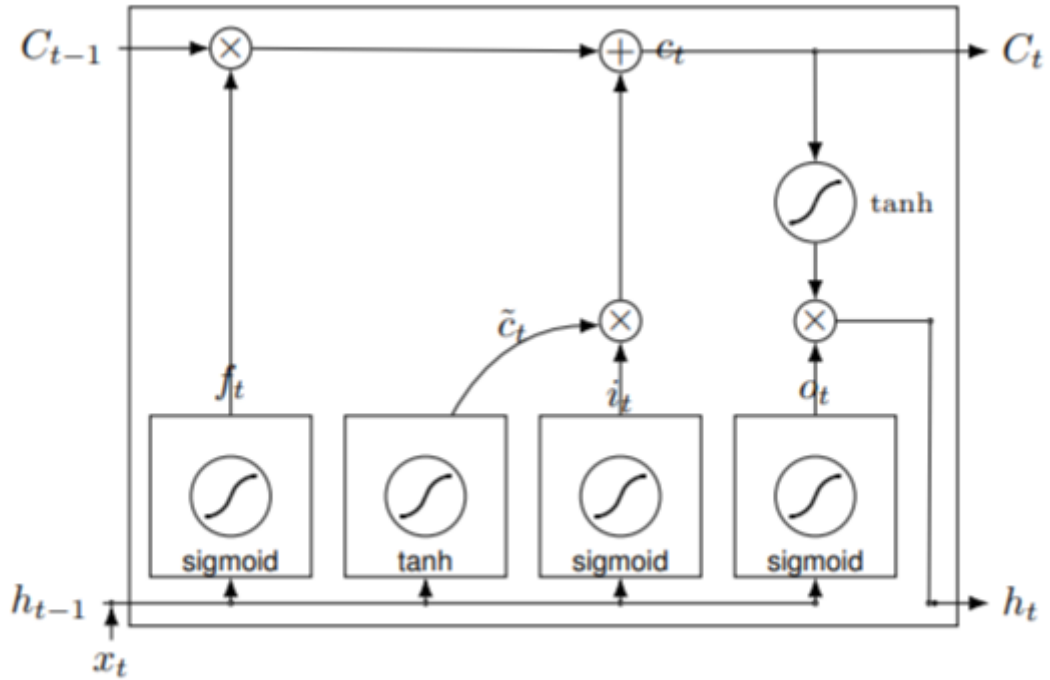 C_{t-1} × + c_t C_t
tanh
c̃_t × ×
f_t i_t o_t
sigmoid tanh sigmoid sigmoid
h_{t-1} h_t
x_t